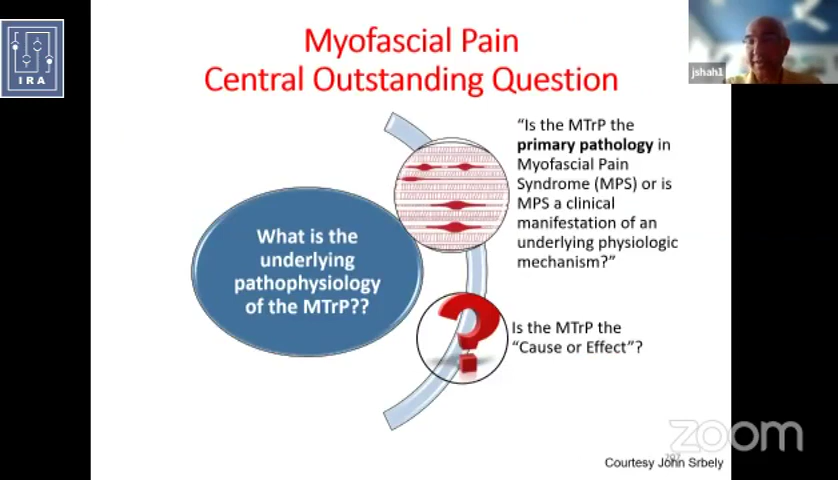 Myofascial Pain
Central Outstanding Question
IRA
jshah1
"Is the MTrP the
primary pathology in
Myofascial Pain
Syndrome (MPS) or is
MPS a clinical
manifestation of an
underlying physiologic
mechanism?"
What is the
underlying
pathophysiology
of the MTrP??
Is the MTrP the
"Cause or Effect"?
zoom
Courtesy John Srbely